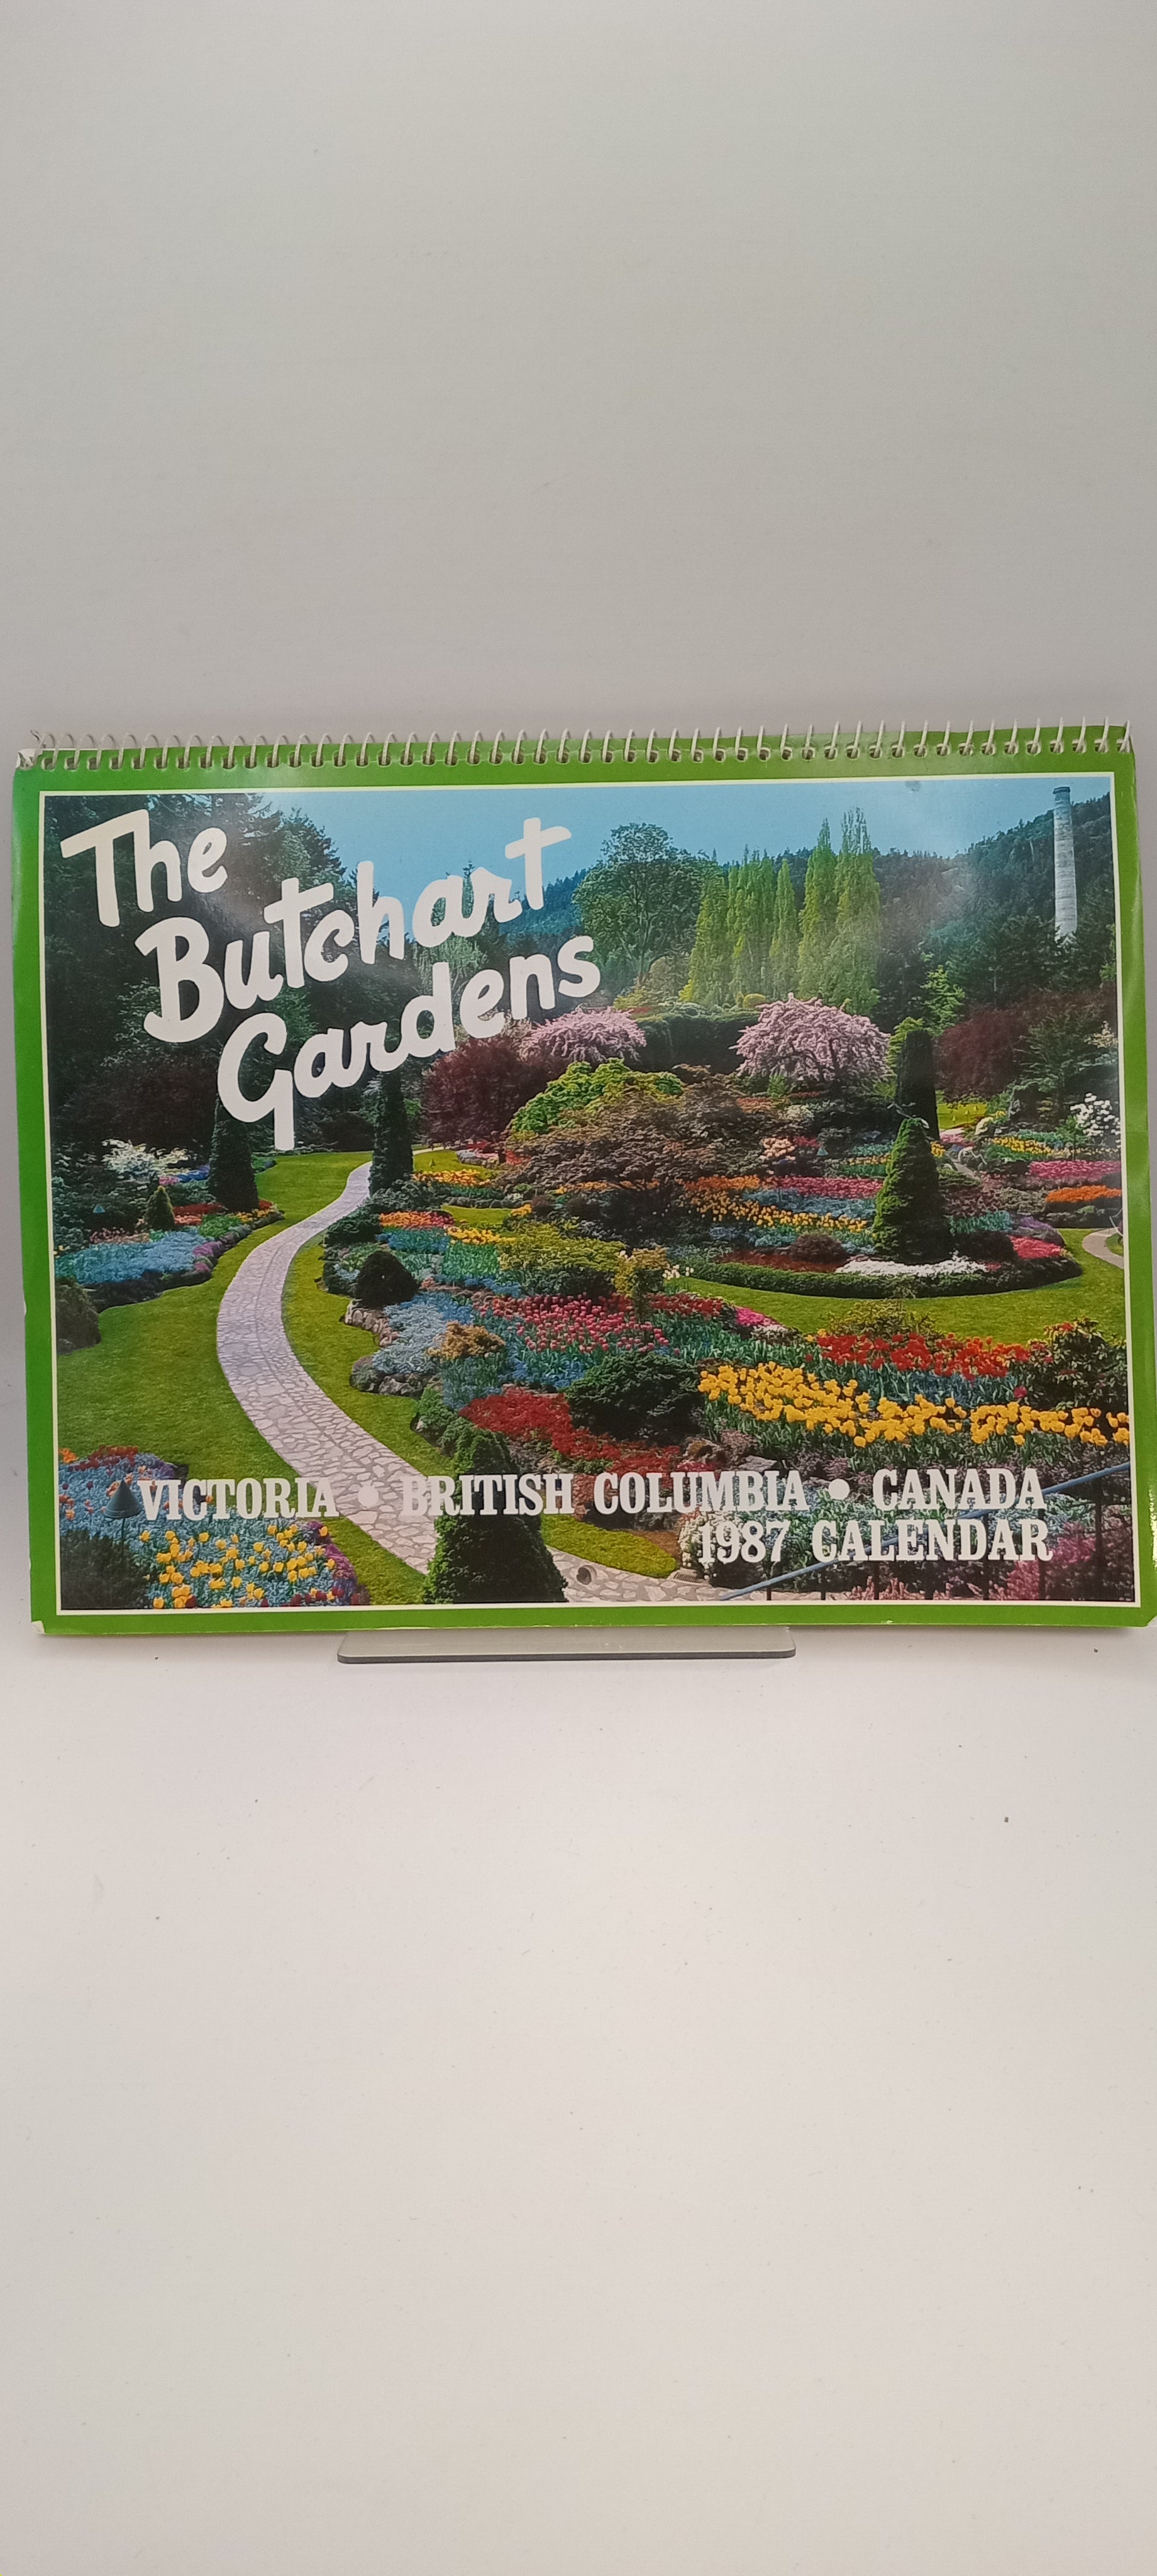 The
Butchart
Gardens
VICTORIA • BRITISH COLUMBIA • CANADA
1987 CALENDAR